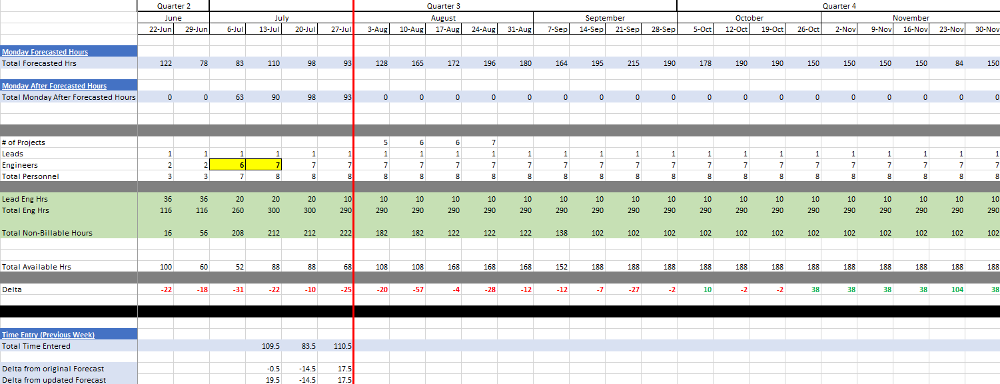 Quarter 2 Quarter 3 Quarter 4
June July August September October November
22-Jun 29-Jun 6-Jul 13-Jul 20-Jul 27-Jul 3-Aug 10-Aug 17-Aug 24-Aug 31-Aug 7-Sep 14-Sep 21-Sep 28-Sep 5-Oct 12-Oct 19-Oct 26-Oct 2-Nov 9-Nov 16-Nov 23-Nov 30-Nov
Monday Forecasted Hours
Total Forecasted Hrs 122 78 83 110 98 93 128 165 172 196 180 164 195 215 190 178 190 190 150 150 150 150 84 150
Monday After Forecasted Hours
Total Monday After Forecasted Hours 0 0 63 90 98 93 0 0 0 0 0 0 0 0 0 0 0 0 0 0 0 0 0 0
# of Projects 5 6 6 7
Leads 1 1 1 1 1 1 1 1 1 1 1 1 1 1 1 1 1 1 1 1 1 1 1 1
Engineers 2 2 6 7 7 7 7 7 7 7 7 7 7 7 7 7 7 7 7 7 7 7 7 7
Total Personnel 3 3 7 8 8 8 8 8 8 8 8 8 8 8 8 8 8 8 8 8 8 8 8 8
Lead Eng Hrs 36 36 20 20 20 10 10 10 10 10 10 10 10 10 10 10 10 10 10 10 10 10 10 10
Total Eng Hrs 116 116 260 300 300 290 290 290 290 290 290 290 290 290 290 290 290 290 290 290 290 290 290 290
Total Non-Billable Hours 16 56 208 212 212 222 182 182 122 122 122 138 102 102 102 102 102 102 102 102 102 102 102 102
Total Available Hrs 100 60 52 88 88 68 108 108 168 168 168 152 188 188 188 188 188 188 188 188 188 188 188 188
Delta -22 -18 -31 -22 -10 -25 -20 -57 -4 -28 -12 -12 -7 -27 -2 10 -2 -2 38 38 38 38 104 38
Time Entry (Previous Week)
Total Time Entered 109.5 83.5 110.5
Delta from original Forecast -0.5 -14.5 17.5
Delta from updated Forecast 19.5 -14.5 17.5